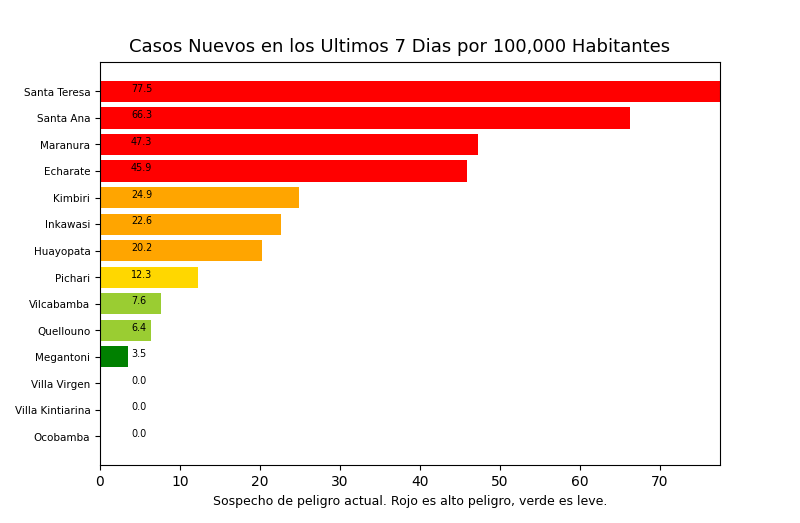 Casos Nuevos en los Ultimos 7 Dias por 100,000 Habitantes
Santa Teresa 77.5
Santa Ana 66.3
Maranura 47.3
Echarate 45.9
Kimbiri 24.9
Inkawasi 22.6
Huayopata 20.2
Pichari 12.3
Vilcabamba 7.6
Quellouno 6.4
Megantoni 3.5
Villa Virgen 0.0
Villa Kintiarina 0.0
Ocobamba 0.0
0 10 20 30 40 50 60 70
Sospecho de peligro actual. Rojo es alto peligro, verde es leve.